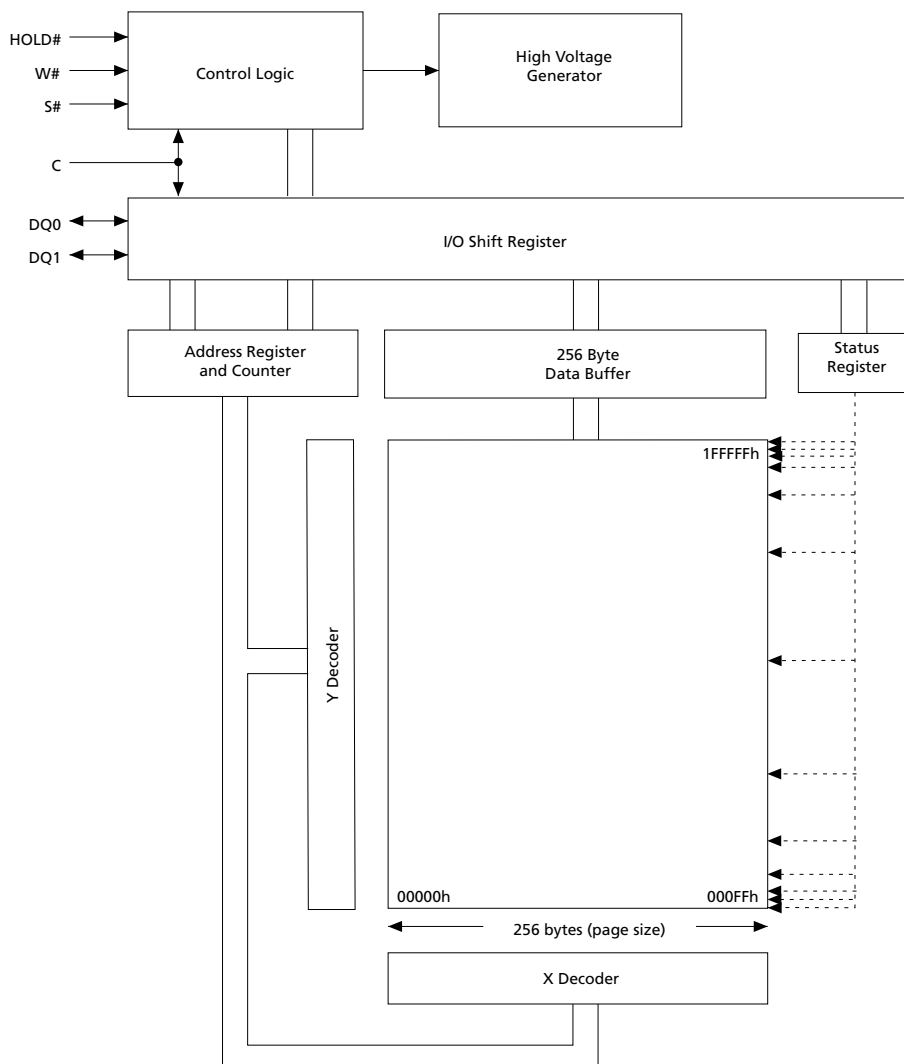 HOLD#
W#
S#
C
Control Logic
High Voltage
Generator
DQ0
DQ1
I/O Shift Register
Address Register
and Counter
256 Byte
Data Buffer
Status
Register
1FFFFFh
Y Decoder
00000h
000FFh
256 bytes (page size)
X Decoder